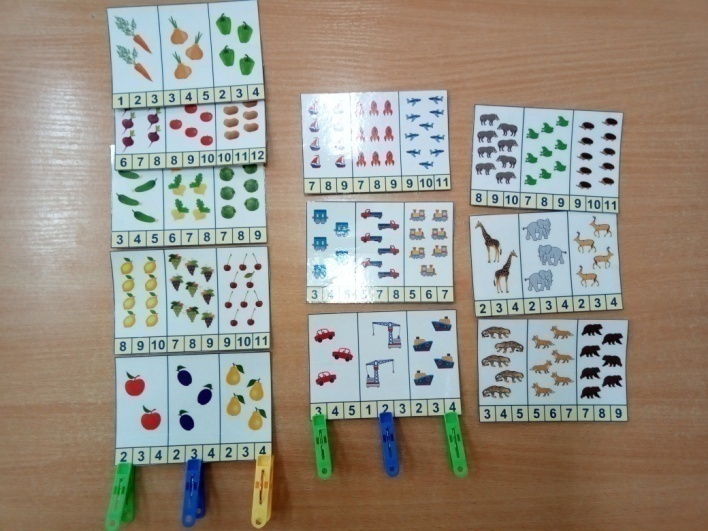 1 2 3 3 4 2 3 4
6 7 8 8 9 10 10 11 12
3 4 5 6 7 8 7 8 9
8 9 10 7 8 9 9 10 11
2 3 4 2 3 4 2 3 4
7 8 9 7 8 9 9 10 11
3 4 5 7 8 5 6 7
3 4 5 1 2 3 2 3 4
8 9 10 7 8 9 9 10 11
2 3 4 2 3 4 2 3 4
3 4 5 5 6 7 7 8 9